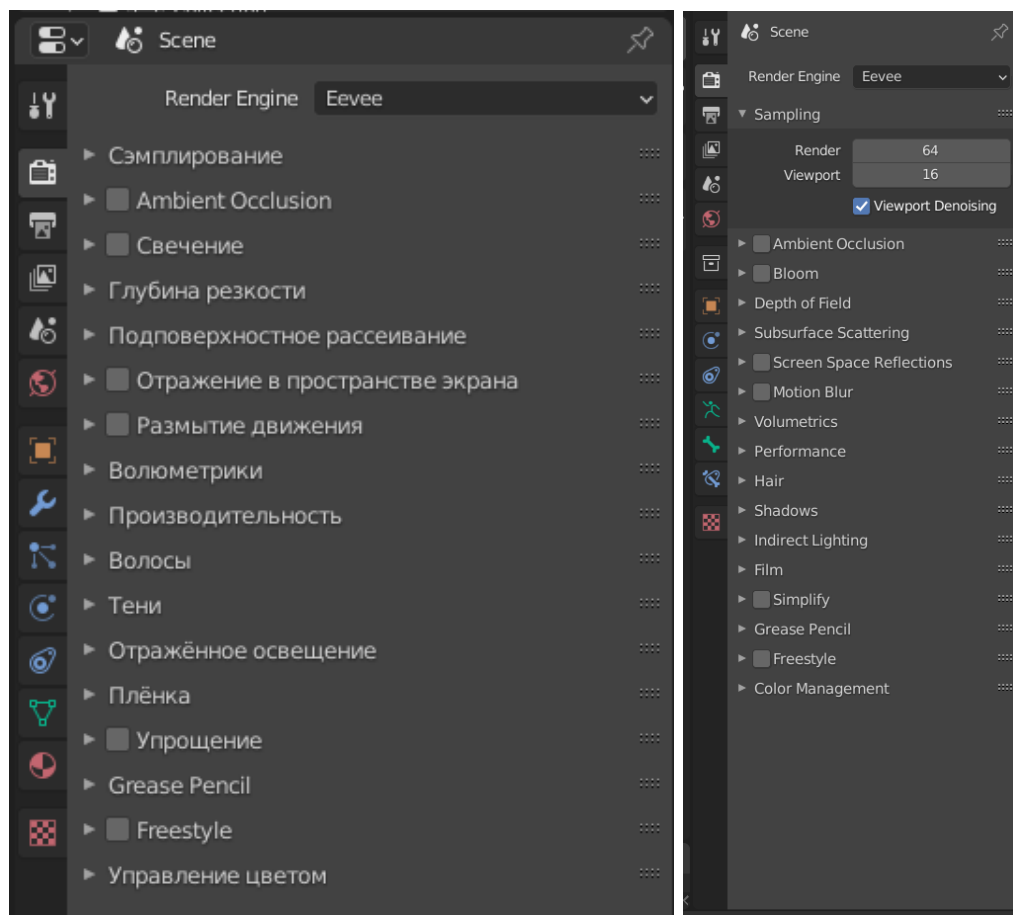 Scene
Render Engine Eevee
Сэмплирование
Ambient Occlusion
Свечение
Глубина резкости
Подповерхностное рассеивание
Отражение в пространстве экрана
Размытие движения
Волюметрики
Производительность
Волосы
Тени
Отражённое освещение
Плёнка
Упрощение
Grease Pencil
Freestyle
Управление цветом
Scene
Render Engine Eevee
Sampling
Render 64
Viewport 16
Viewport Denoising
Ambient Occlusion
Bloom
Depth of Field
Subsurface Scattering
Screen Space Reflections
Motion Blur
Volumetrics
Performance
Hair
Shadows
Indirect Lighting
Film
Simplify
Grease Pencil
Freestyle
Color Management